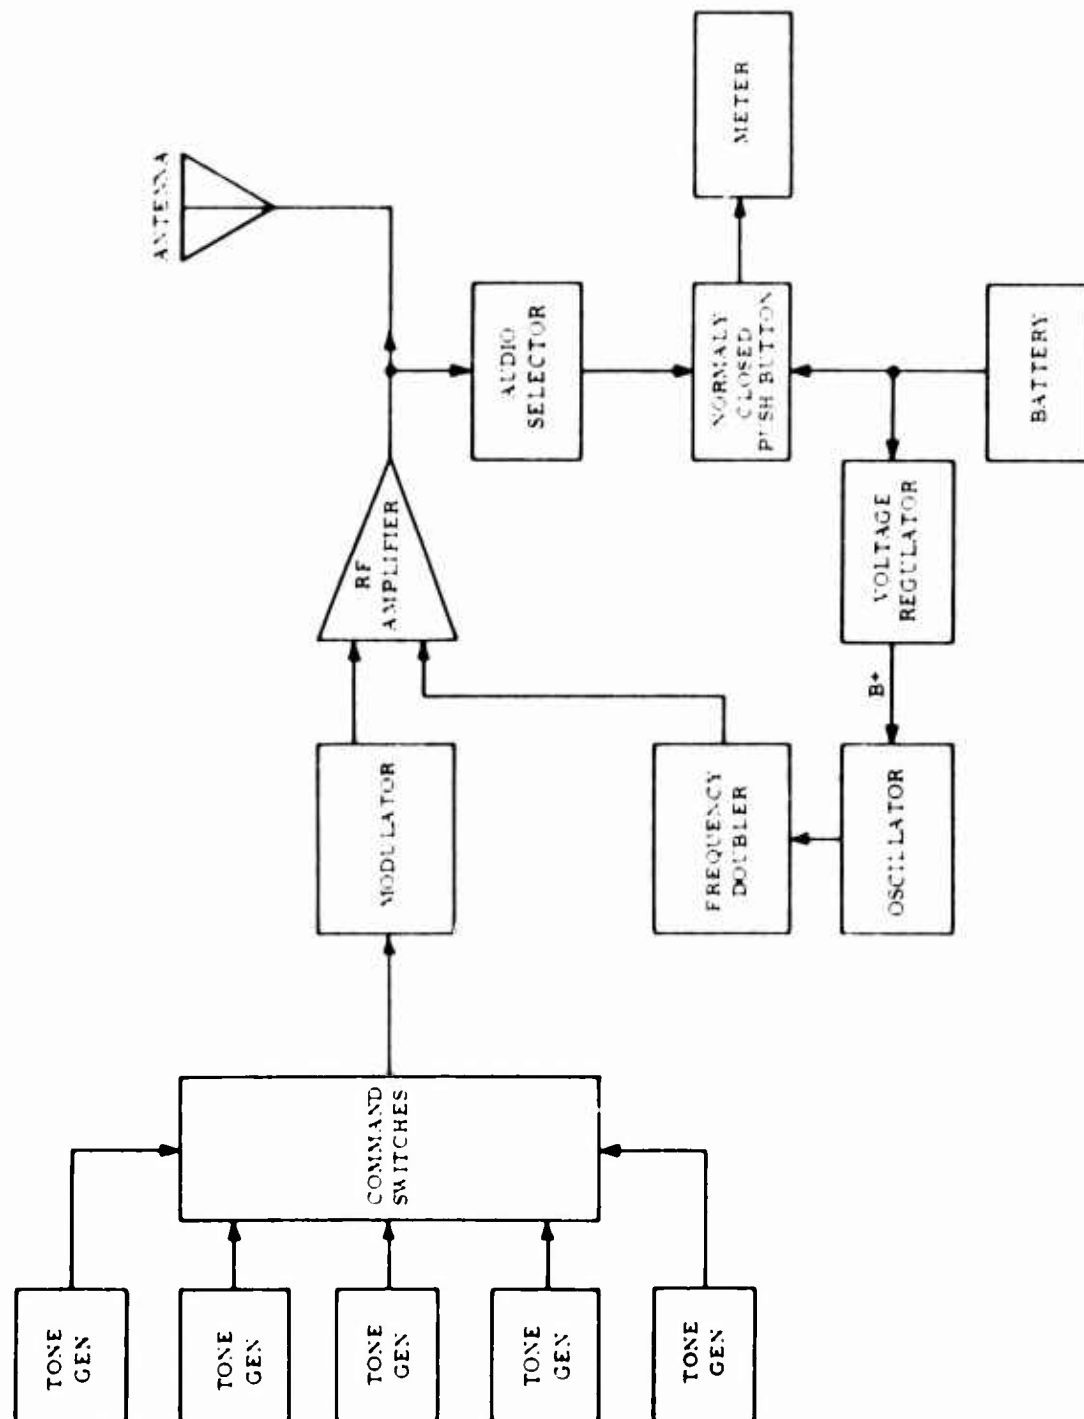 TONE
GEN
TONE
GEN
TONE
GEN
TONE
GEN
TONE
GEN
COMMAND
SWITCHES
MODULATOR
FREQUENCY
DOUBLER
OSCILLATOR
RF
AMPLIFIER
B+
VOLTAGE
REGULATOR
ANTENNA
AUDIO
SELECTOR
NORMALY
CLOSED
PUSH BUTTON
BATTERY
METER